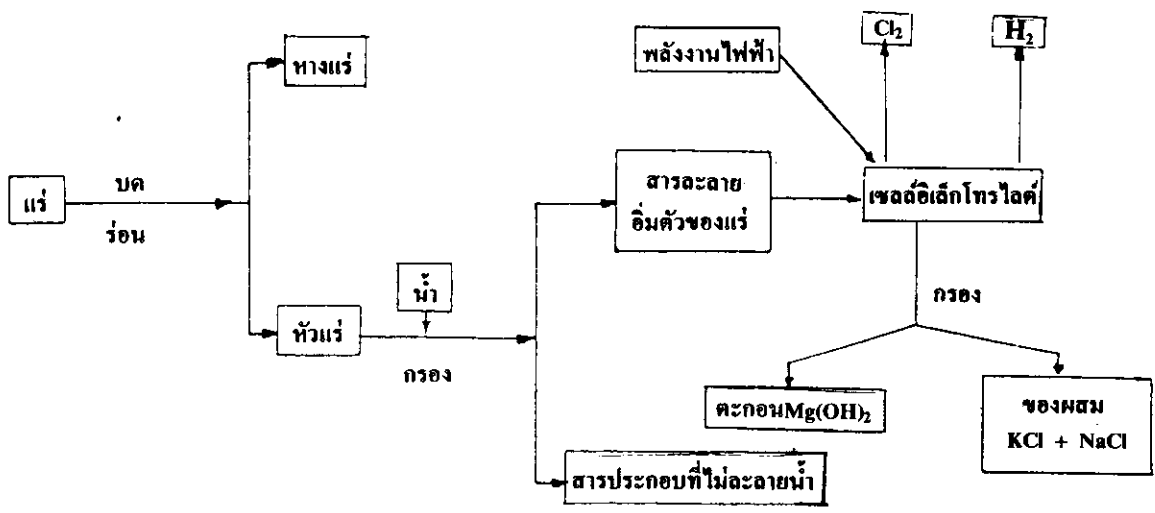 Cl₂
H₂
พลังงานไฟฟ้า
หางแร่
แร่
บด
ร่อน
สารละลาย
อิ่มตัวของแร่
เซลล์อิเล็กโทรไลต์
น้ำ
หัวแร่
กรอง
กรอง
ตะกอนMg(OH)₂
ของผสม
KCl + NaCl
สารประกอบที่ไม่ละลายน้ำ